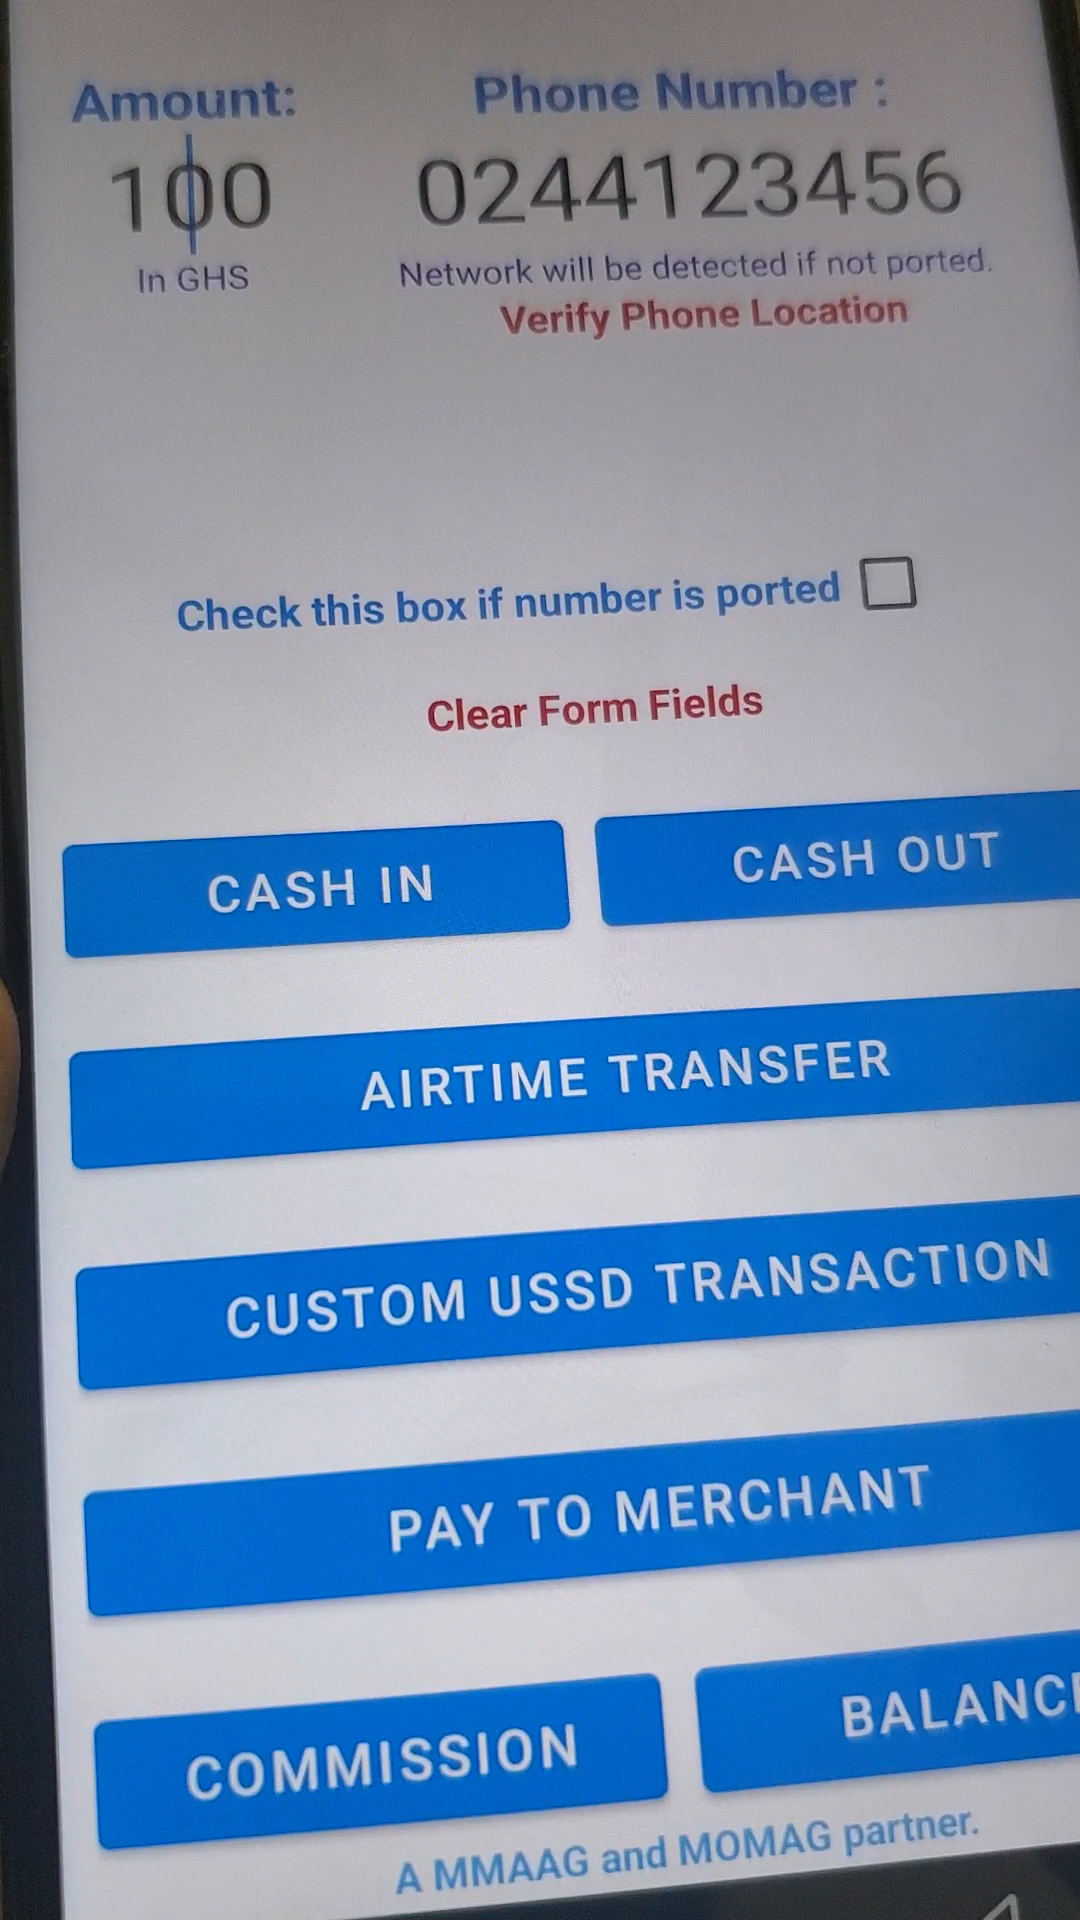 Amount:
Phone Number :
100
0244123456
In GHS
Network will be detected if not ported.
Verify Phone Location
Check this box if number is ported
Clear Form Fields
CASH IN
CASH OUT
AIRTIME TRANSFER
CUSTOM USSD TRANSACTION
PAY TO MERCHANT
COMMISSION
BALANCE
A MMAAG and MOMAG partner.